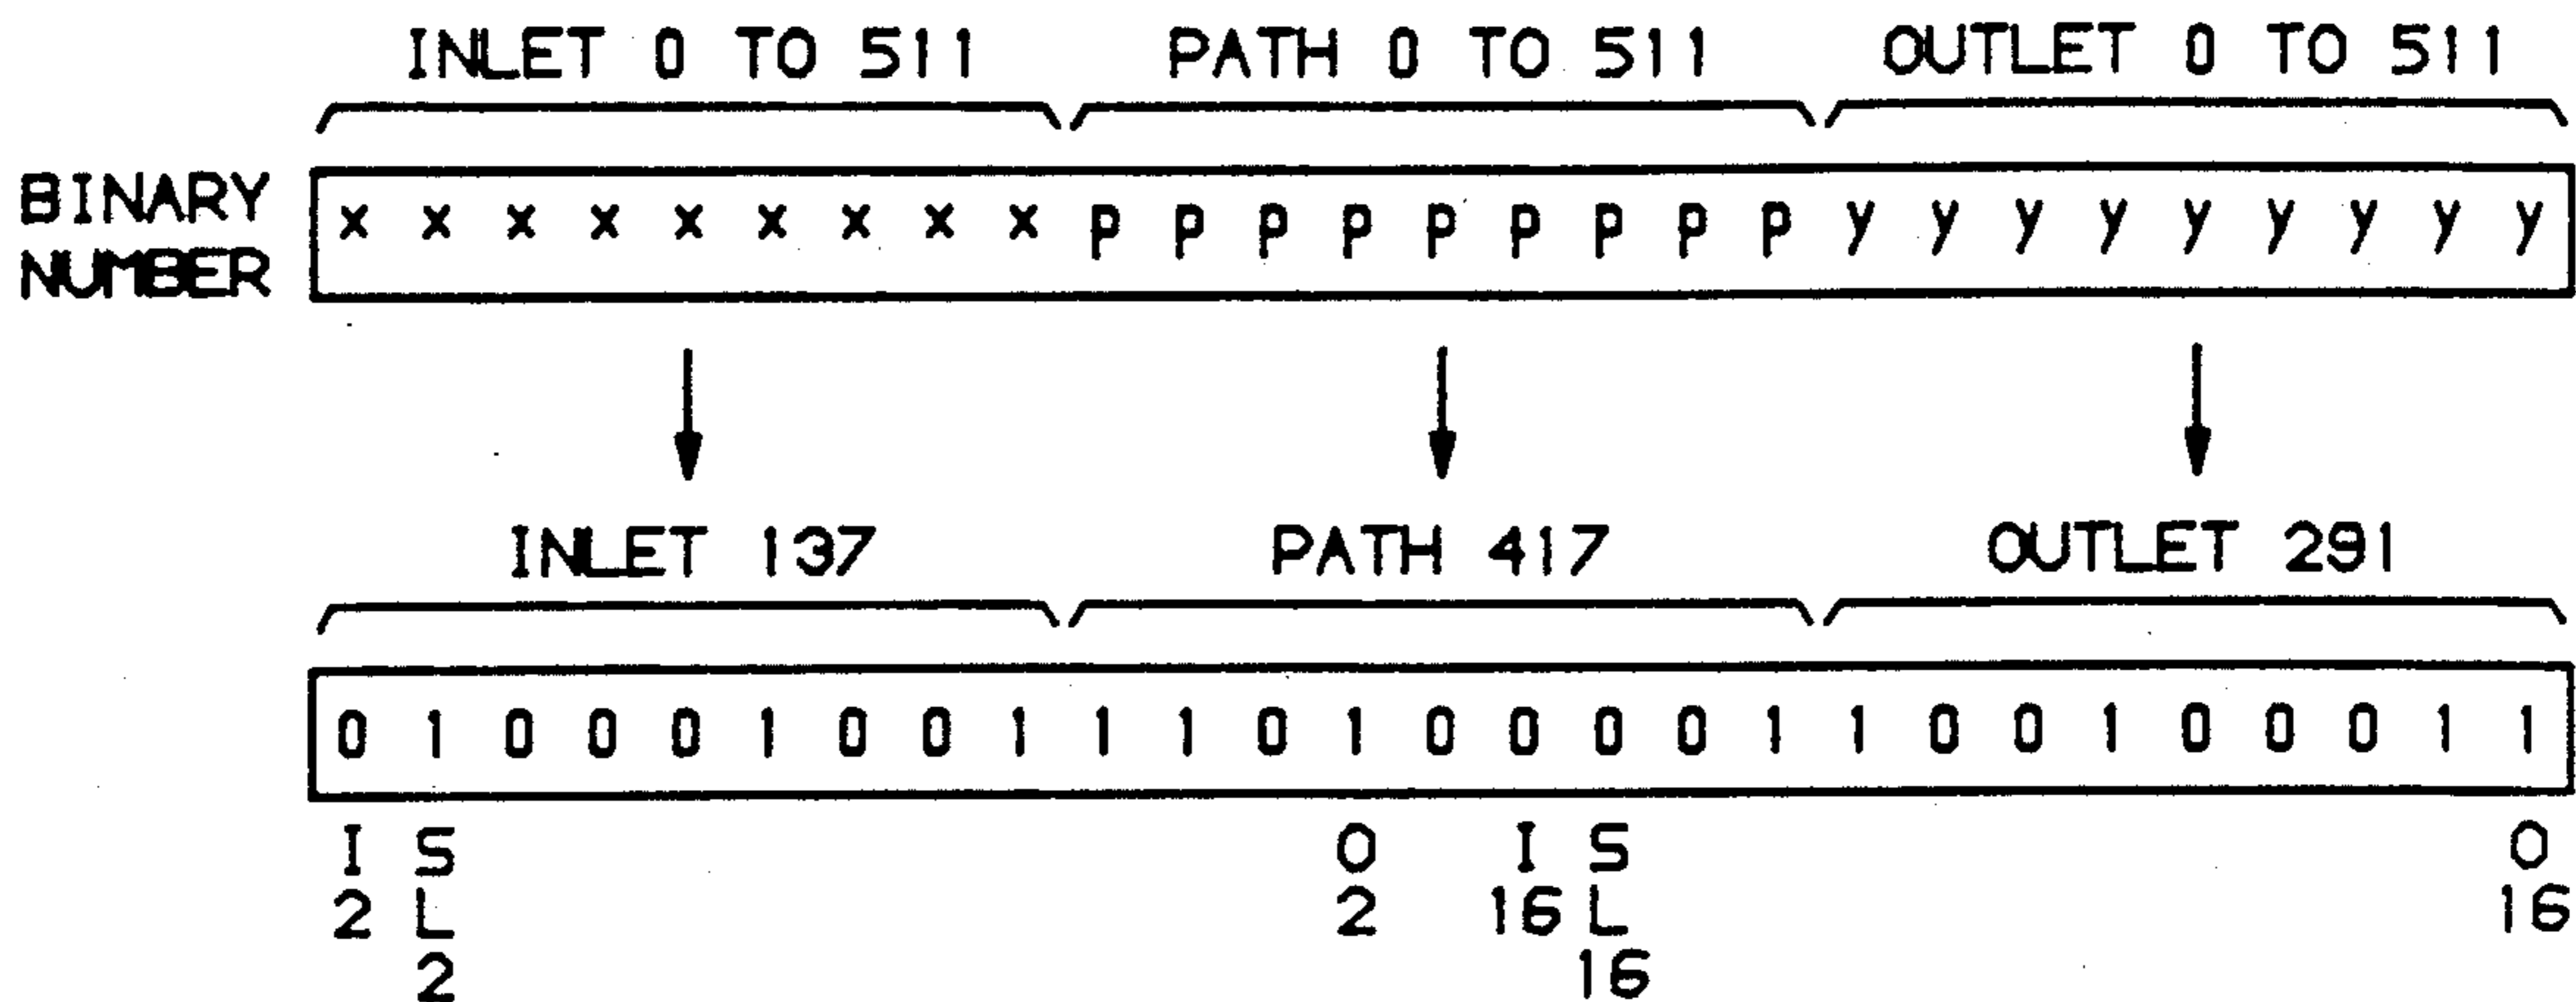 INLET 0 TO 511 PATH 0 TO 511 OUTLET 0 TO 511
BINARY
NUMBER
x x x x x x x x x p p p p p p p p p y y y y y y y y y
INLET 137 PATH 417 OUTLET 291
0 1 0 0 0 1 0 0 1 1 1 0 1 0 0 0 0 1 1 0 0 1 0 0 0 1 1
I S O I S O
2 L 2 16 L 16
2 16